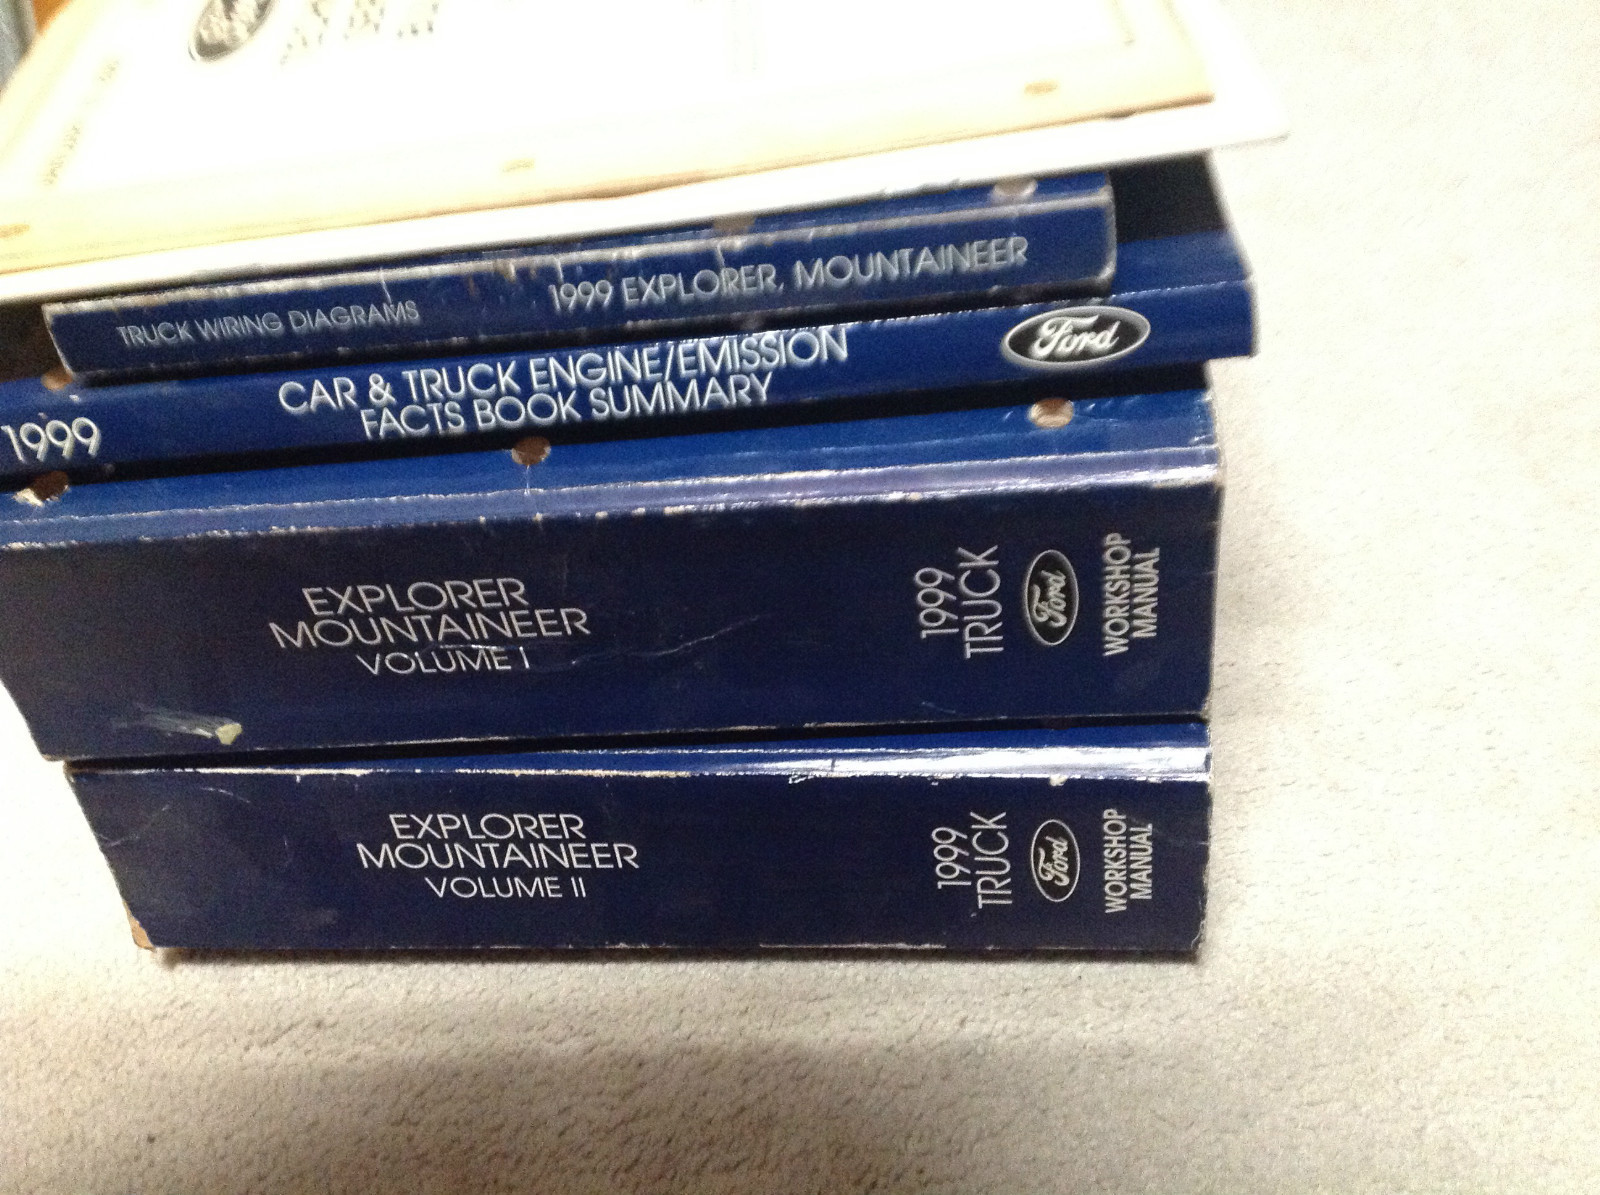 Ford
TRUCK WIRING DIAGRAMS
1999 EXPLORER, MOUNTAINEER
1999
CAR & TRUCK ENGINE/EMISSION
FACTS BOOK SUMMARY
Ford
EXPLORER
MOUNTAINEER
VOLUME I
1999
TRUCK
Ford
WORKSHOP
MANUAL
EXPLORER
MOUNTAINEER
VOLUME II
1999
TRUCK
Ford
WORKSHOP
MANUAL